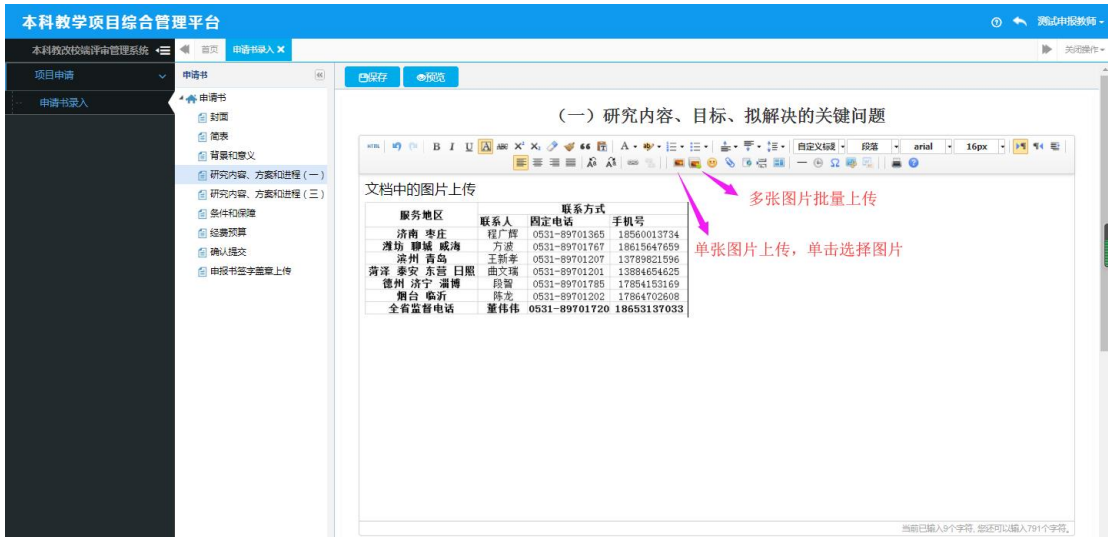 本科教学项目综合管理平台
测试申报教师
本科教改校端评审管理系统
首页
申请书录入
关闭操作
项目申请
申请书录入
申请书
申请书
封面
简表
背景和意义
研究内容、方案和进程(一)
研究内容、方案和进程(三)
条件和保障
经费预算
确认提交
申报书签字盖章上传
保存 预览
(一)研究内容、目标、拟解决的关键问题
HTML B I U A ABC X² X₂ 66 A 自定义标题 段落 arial 16px
文档中的图片上传
多张图片批量上传
单张图片上传,单击选择图片
服务地区 联系方式
联系人 固定电话 手机号
济南 枣庄 程广辉 0531-89701365 18560013734
潍坊 聊城 威海 方波 0531-89701767 18615647659
滨州 青岛 王新孝 0531-89701207 13789821596
菏泽 泰安 东营 日照 曲文瑞 0531-89701201 13884654625
德州 济宁 淄博 段智 0531-89701785 17854153169
烟台 临沂 陈龙 0531-89701202 17864702608
全省监督电话 董伟伟 0531-89701720 18653137033
当前已输入9个字符, 您还可以输入791个字符。